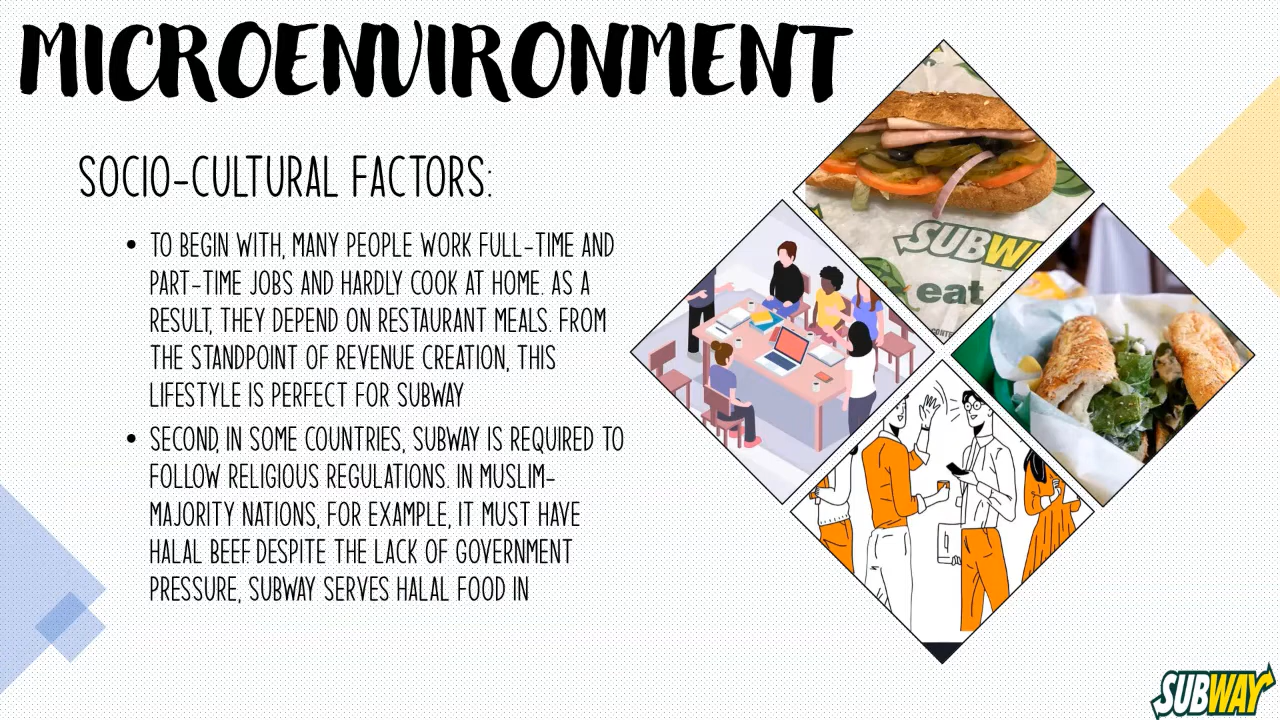 MICROENVIRONMENT
SOCIO-CULTURAL FACTORS:
• TO BEGIN WITH, MANY PEOPLE WORK FULL-TIME AND
PART-TIME JOBS AND HARDLY COOK AT HOME. AS A
RESULT, THEY DEPEND ON RESTAURANT MEALS. FROM
THE STANDPOINT OF REVENUE CREATION, THIS
LIFESTYLE IS PERFECT FOR SUBWAY
• SECOND, IN SOME COUNTRIES, SUBWAY IS REQUIRED TO
FOLLOW RELIGIOUS REGULATIONS. IN MUSLIM-
MAJORITY NATIONS, FOR EXAMPLE, IT MUST HAVE
HALAL BEEF. DESPITE THE LACK OF GOVERNMENT
PRESSURE, SUBWAY SERVES HALAL FOOD IN
SUBW
eat
SUBWAY